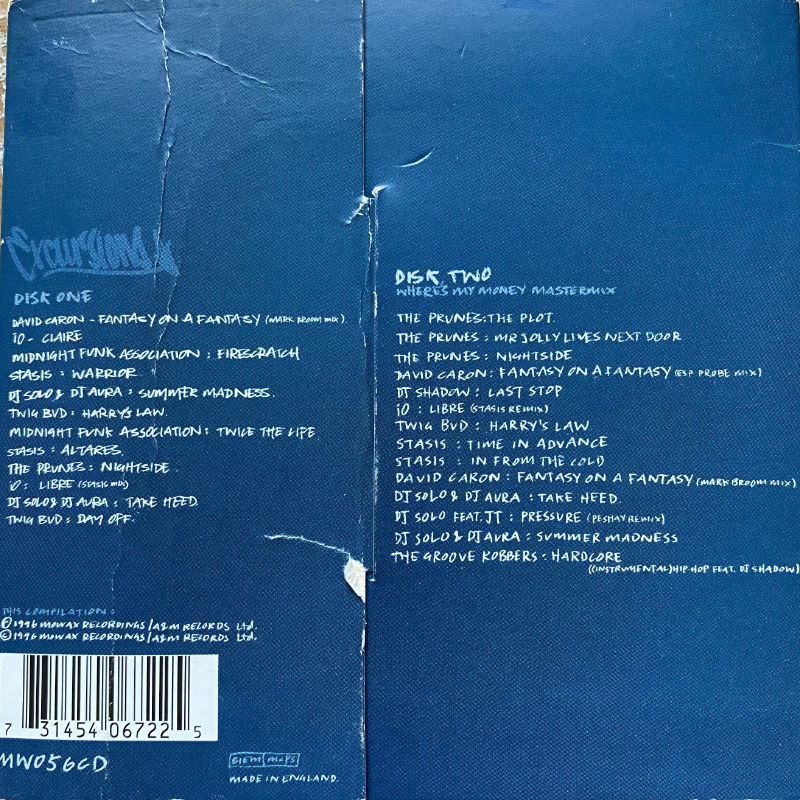 Excursions
DISK ONE
DAVID CARON - FANTASY ON A FANTASY (MARK BROOM MIX).
iO - CLAIRE
MIDNIGHT FUNK ASSOCIATION : FIRESCRATCH
STASIS : WARRIOR
DJ SOLO & DJ AURA : SUMMER MADNESS.
TWIG BUD : HARRY'S LAW.
MIDNIGHT FUNK ASSOCIATION : TWICE THE LIFE
STASIS : ALTARES.
THE PRUNES : NIGHTSIDE.
iO : LIBRE (STASIS MIX)
DJ SOLO & DJ AURA : TAKE HEED.
TWIG BUD : DAY OFF.
THIS COMPILATION :
℗ 1996 MOWAX RECORDINGS / A&M RECORDS Ltd.
© 1996 MOWAX RECORDINGS / A&M RECORDS Ltd.
7 31454 06722 5
MW056CD
BIEM MCPS
MADE IN ENGLAND.
DISK TWO
WHERE'S MY MONEY MASTERMIX
THE PRUNES : THE PLOT.
THE PRUNES : MR JOLLY LIVES NEXT DOOR
THE PRUNES : NIGHTSIDE
DAVID CARON : FANTASY ON A FANTASY (ESP PROBE MIX)
DJ SHADOW : LAST STOP
iO : LIBRE (STASIS REMIX)
TWIG BUD : HARRY'S LAW.
STASIS : TIME IN ADVANCE
STASIS : IN FROM THE COLD
DAVID CARON : FANTASY ON A FANTASY (MARK BROOM MIX)
DJ SOLO & DJ AURA : TAKE HEED.
DJ SOLO FEAT. JT : PRESSURE (PESHAY REMIX)
DJ SOLO & DJ AURA : SUMMER MADNESS
THE GROOVE ROBBERS : HARDCORE
((INSTRUMENTAL) HIP-HOP FEAT. DJ SHADOW)